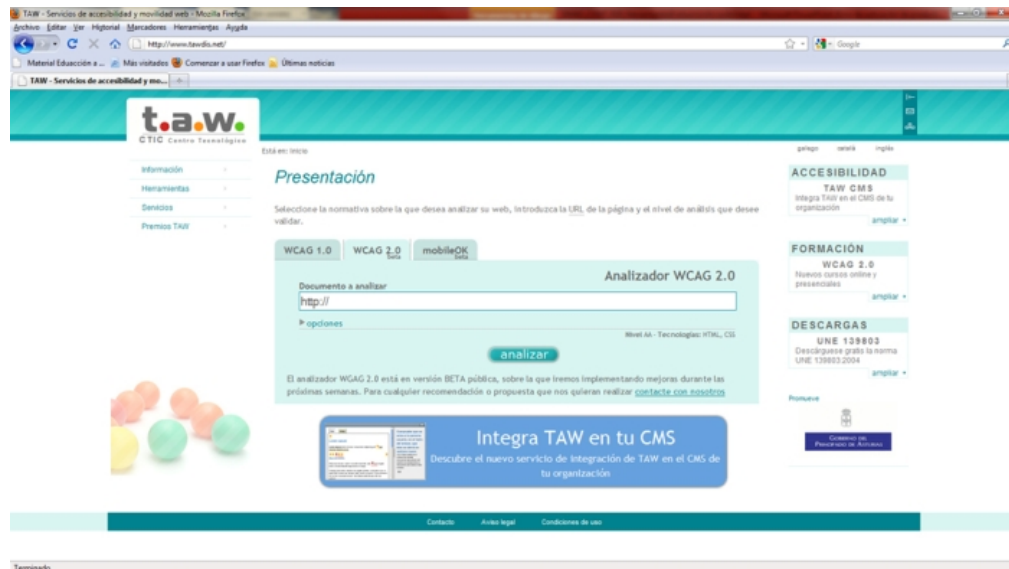 TAW - Servicios de accesibilidad y movilidad web - Mozilla Firefox
Archivo Editar Ver Historial Marcadores Herramientas Ayuda
http://www.tawdis.net/
Google
Material Eduacción a ... Más visitados Comenzar a usar Firefox Últimas noticias
TAW - Servicios de accesibilidad y mo...
t.a.w.
CTIC Centro Tecnológico
Está en: Inicio
galego català inglés
Información
Herramientas
Servicios
Premios TAW
Presentación
Seleccione la normativa sobre la que desea analizar su web, introduzca la URL de la página y el nivel de análisis que desee
validar.
WCAG 1.0 WCAG 2.0 beta mobileOK beta
Analizador WCAG 2.0
Documento a analizar
http://
opciones
Nivel AA - Tecnologías: HTML, CSS
analizar
El analizador WGAG 2.0 está en versión BETA pública, sobre la que iremos implementando mejoras durante las
próximas semanas. Para cualquier recomendación o propuesta que nos quieran realizar contacte con nosotros
Integra TAW en tu CMS
Descubre el nuevo servicio de integración de TAW en el CMS de
tu organización
ACCESIBILIDAD
TAW CMS
Integra TAW en el CMS de tu
organización
ampliar
FORMACIÓN
WCAG 2.0
Nuevos cursos online y
presenciales
ampliar
DESCARGAS
UNE 139803
Descárguese gratis la norma
UNE 139803:2004
ampliar
Promueve
Gobierno del
Principado de Asturias
Contacto Aviso legal Condiciones de uso
Terminado